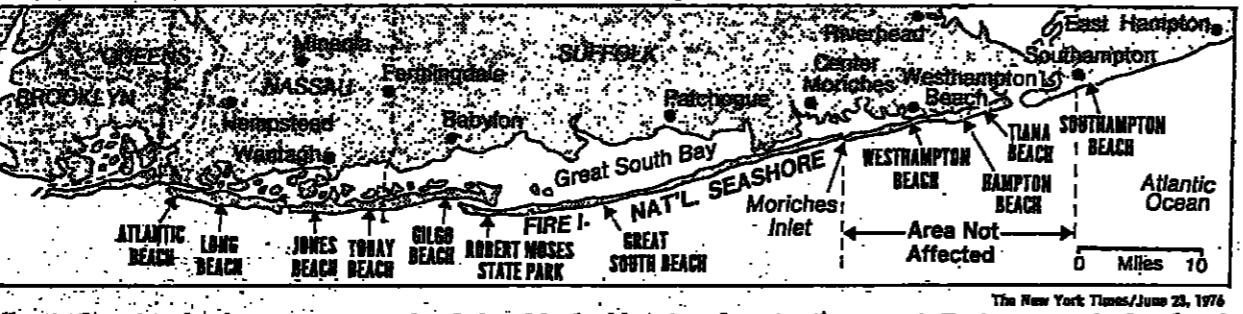 East Hampton
Riverhead
Southampton
QUEENS
Mineola
SUFFOLK
Center
Moriches
Westhampton
Beach
NASSAU
Farmingdale
BROOKLYN
Patchogue
Hempstead
Babylon
Wantagh
Great South Bay
TIANA
BEACH
SOUTHAMPTON
BEACH
WESTHAMPTON
BEACH
HAMPTON
BEACH
FIRE I. NAT'L. SEASHORE
Moriches
Inlet
Atlantic
Ocean
ATLANTIC
BEACH
LONG
BEACH
JONES
BEACH
TOBAY
BEACH
GILGO
BEACH
ROBERT MOSES
STATE PARK
GREAT
SOUTH BEACH
Area Not
Affected
0 Miles 10
The New York Times/June 23, 1976